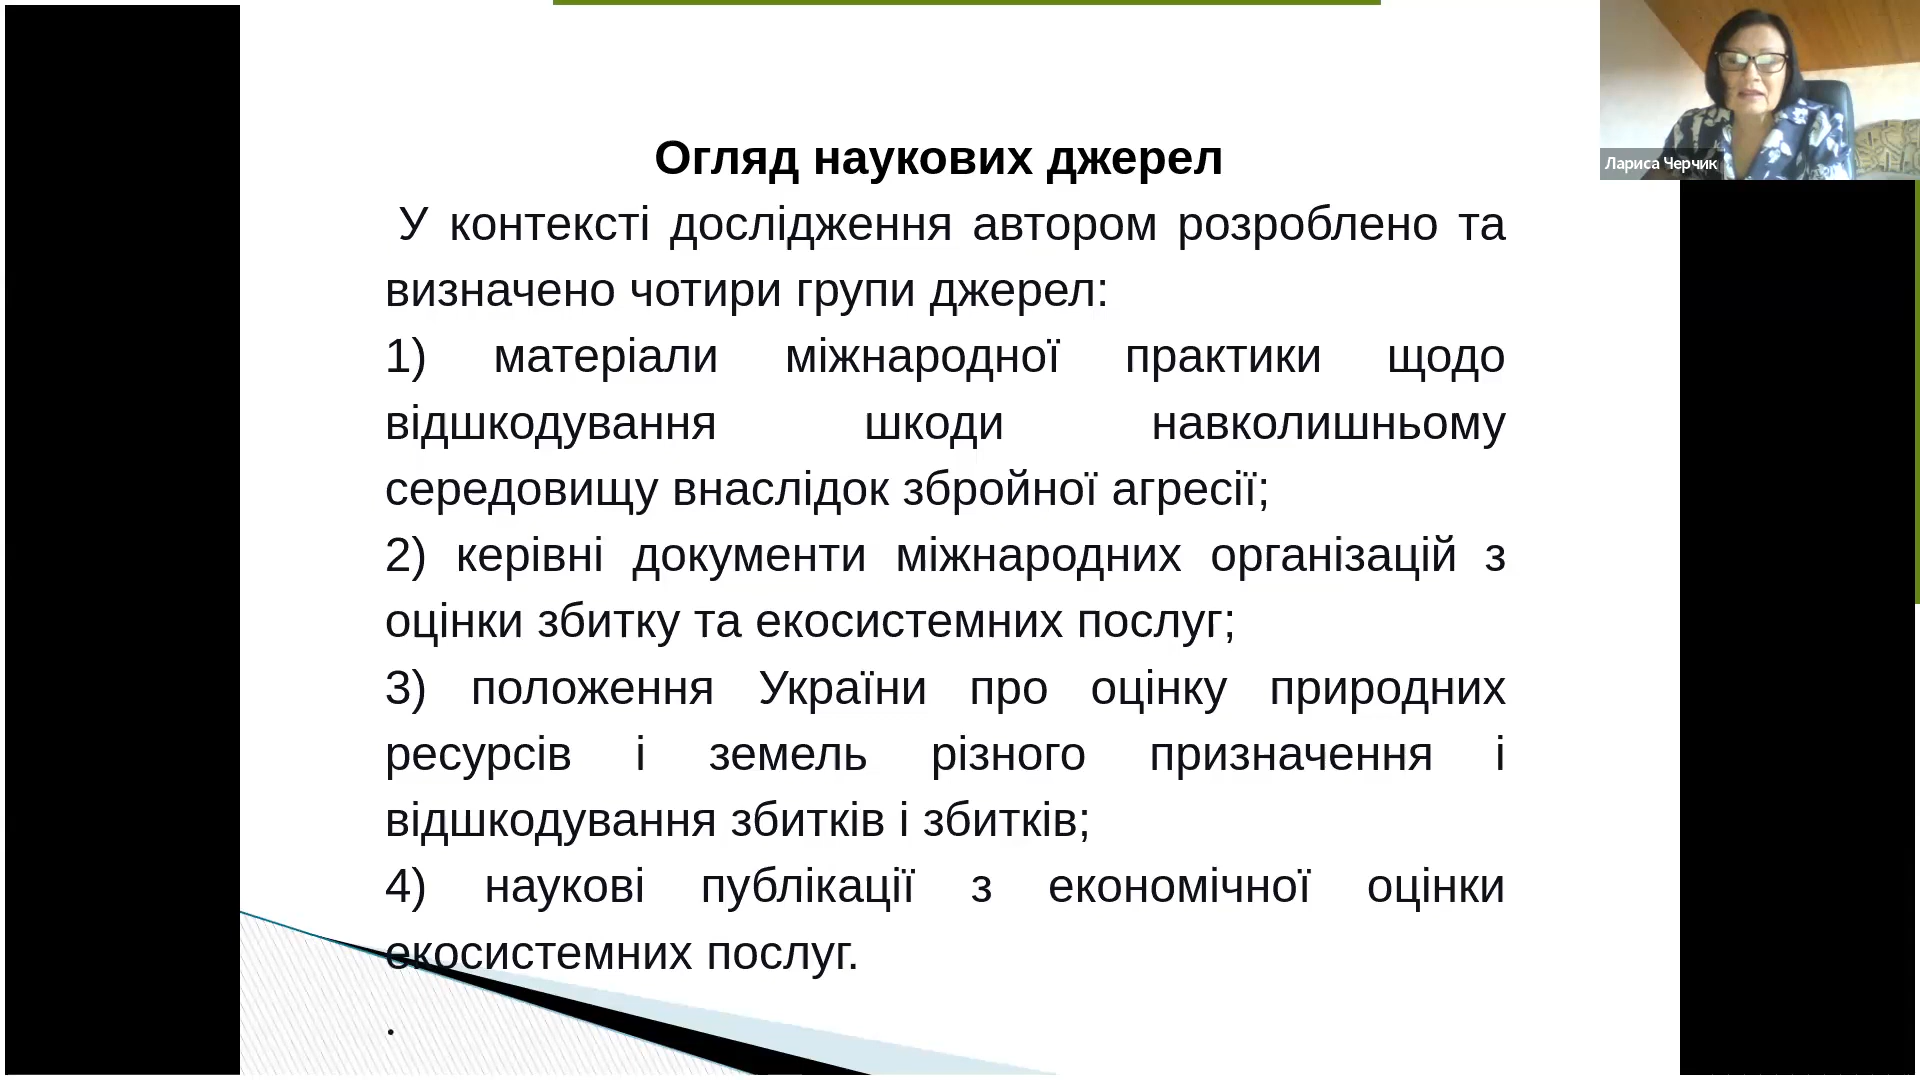 Огляд наукових джерел
У контексті дослідження автором розроблено та
визначено чотири групи джерел:
1) матеріали міжнародної практики щодо
відшкодування шкоди навколишньому
середовищу внаслідок збройної агресії;
2) керівні документи міжнародних організацій з
оцінки збитку та екосистемних послуг;
3) положення України про оцінку природних
ресурсів і земель різного призначення і
відшкодування збитків і збитків;
4) наукові публікації з економічної оцінки
екосистемних послуг.
.
Лариса Черчик